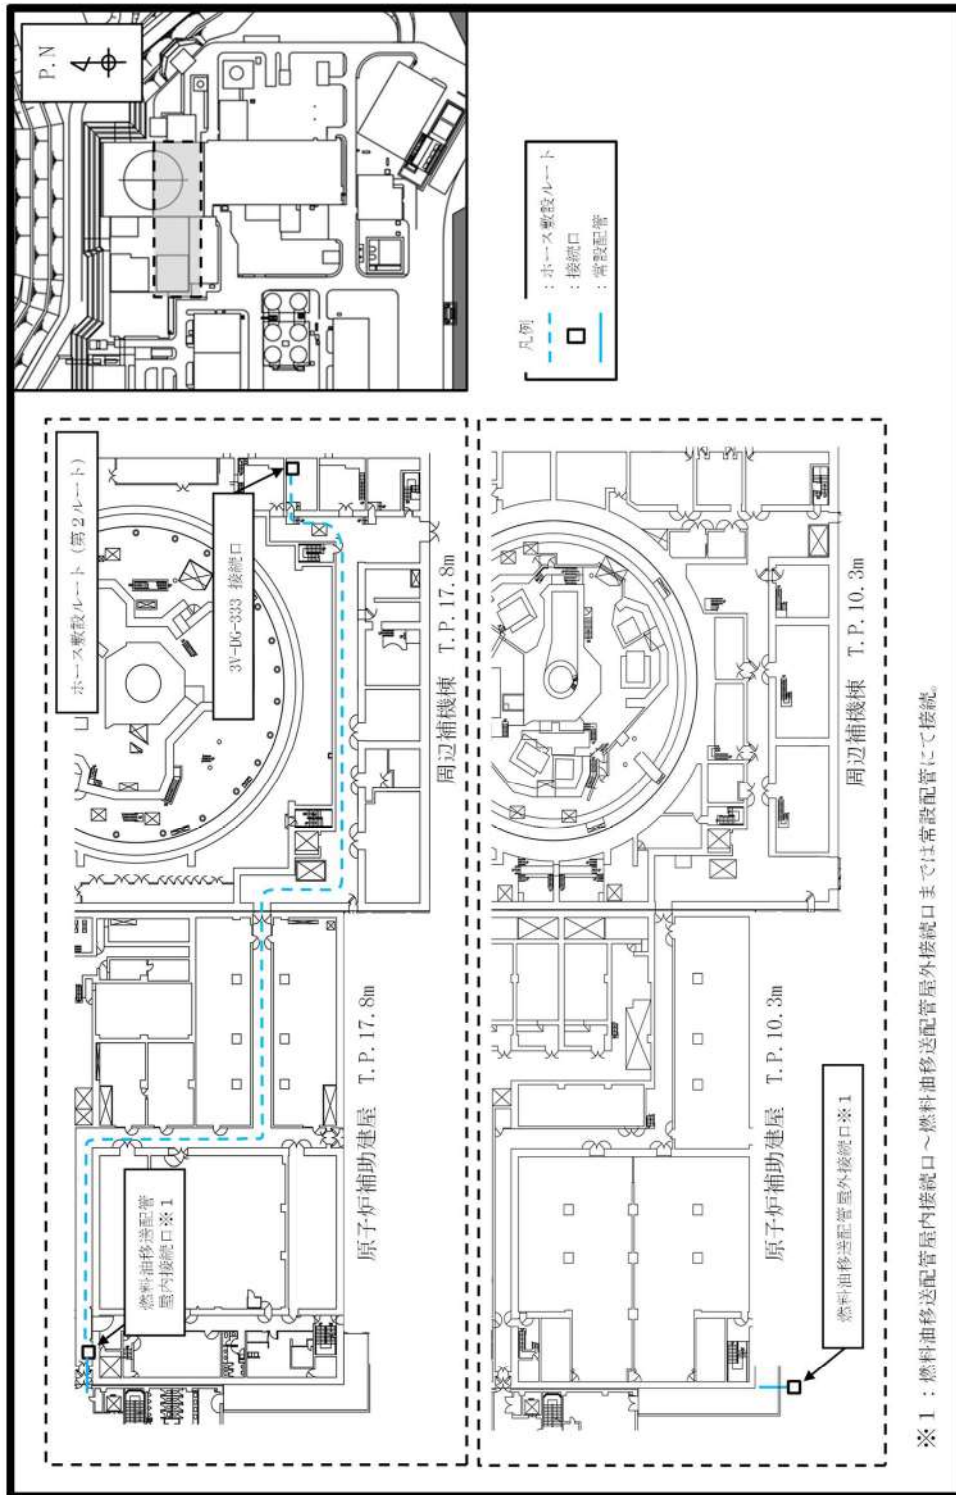 P.N
ホース敷設ルート（第２ルート）
3V-DG-333 接続口
燃料油移送配管
屋内接続口※１
原子炉補助建屋　T.P.17.8m
周辺補機棟　T.P.17.8m
燃料油移送配管屋外接続口※１
原子炉補助建屋　T.P.10.3m
周辺補機棟　T.P.10.3m
凡例
：ホース敷設ルート
：接続口
：常設配管
※１：燃料油移送配管屋内接続口～燃料油移送配管屋外接続口までは常設配管にて接続。